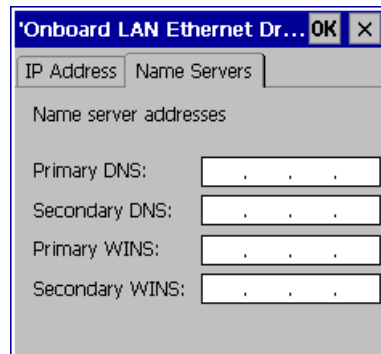 'Onboard LAN Ethernet Dr... OK ×
IP Address Name Servers
Name server addresses
Primary DNS: . . .
Secondary DNS: . . .
Primary WINS: . . .
Secondary WINS: . . .